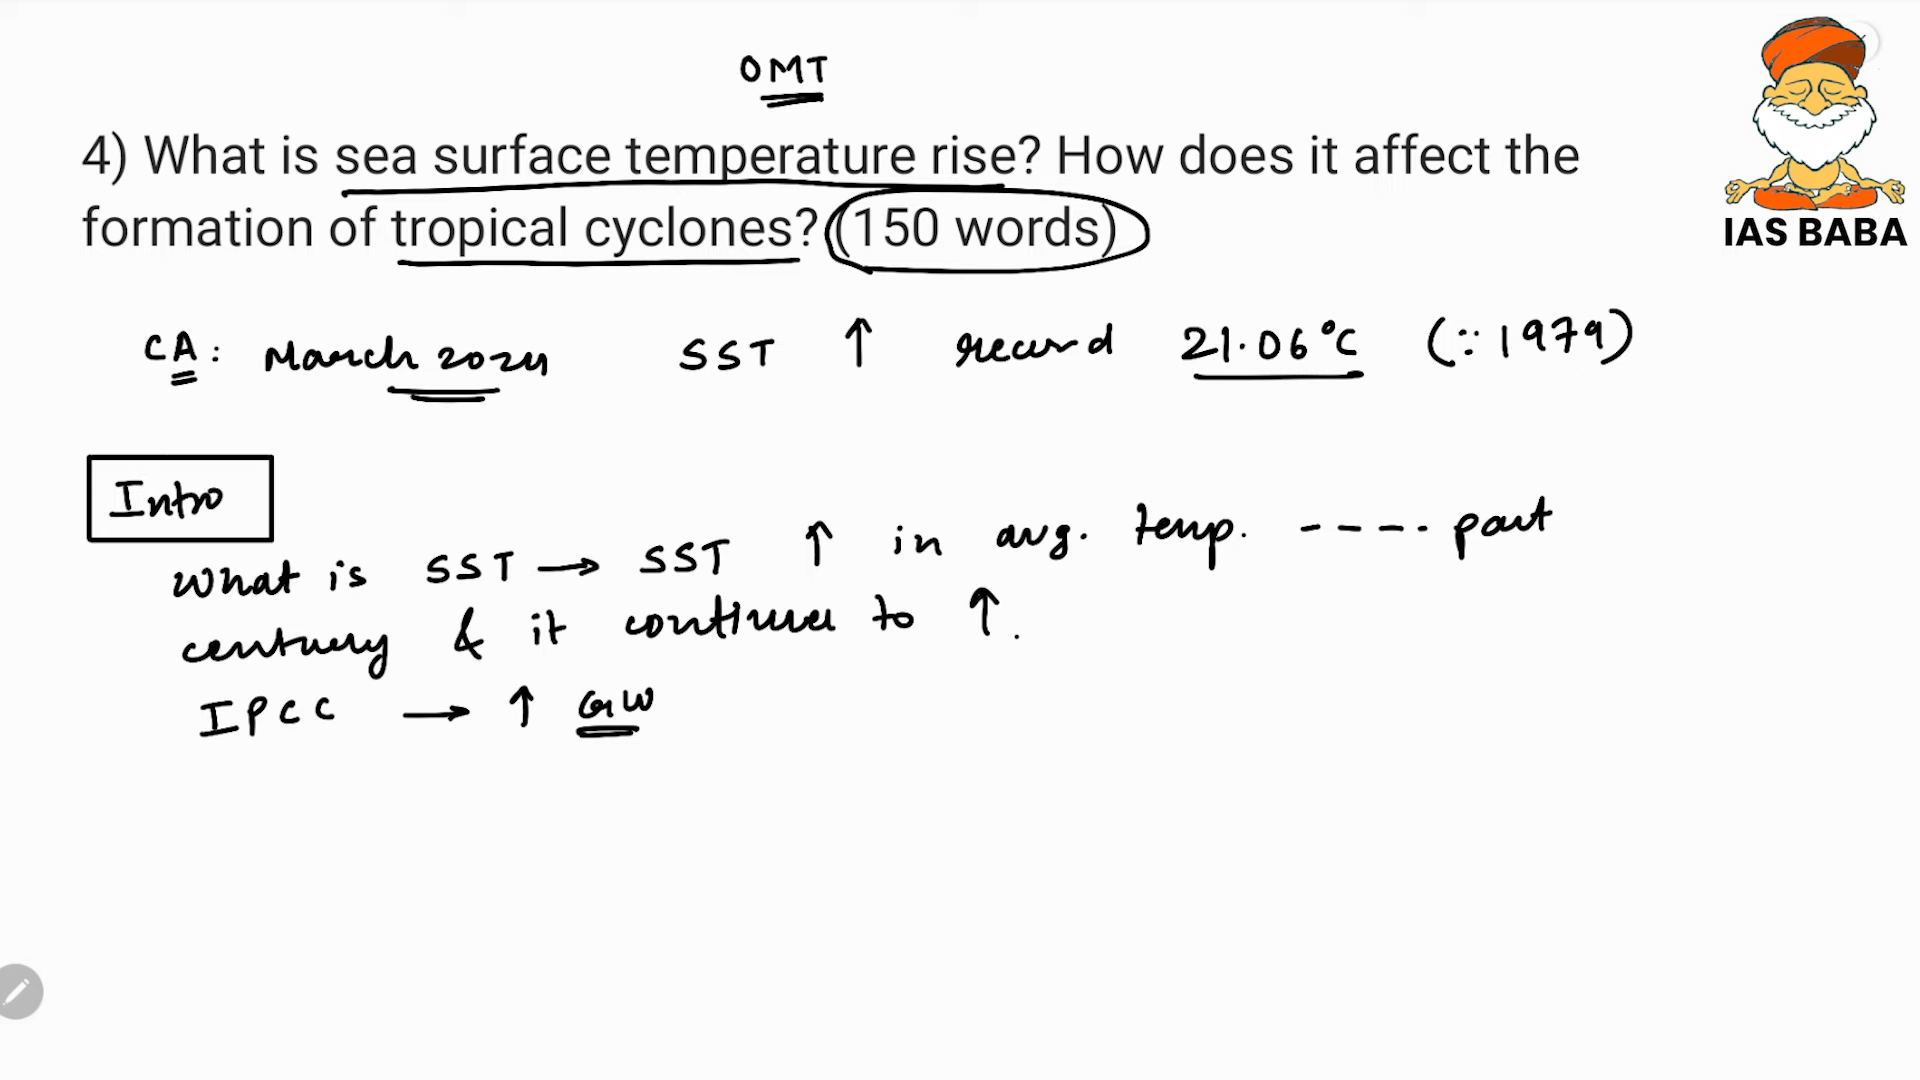 OMT
4) What is sea surface temperature rise? How does it affect the
formation of tropical cyclones? (150 words)
IAS BABA
CA: March 2024 SST ↑ record 21.06°C (∵ 1979)
Intro
What is SST → SST ↑ in avg. temp. ----. past
century & it continues to ↑.
IPCC → ↑ GW